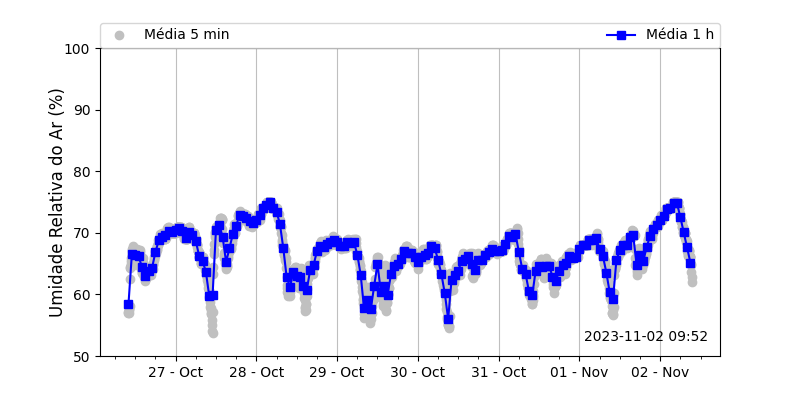 Média 5 min
Média 1 h
Umidade Relativa do Ar (%)
100
90
80
70
60
50
2023-11-02 09:52
27 - Oct
28 - Oct
29 - Oct
30 - Oct
31 - Oct
01 - Nov
02 - Nov